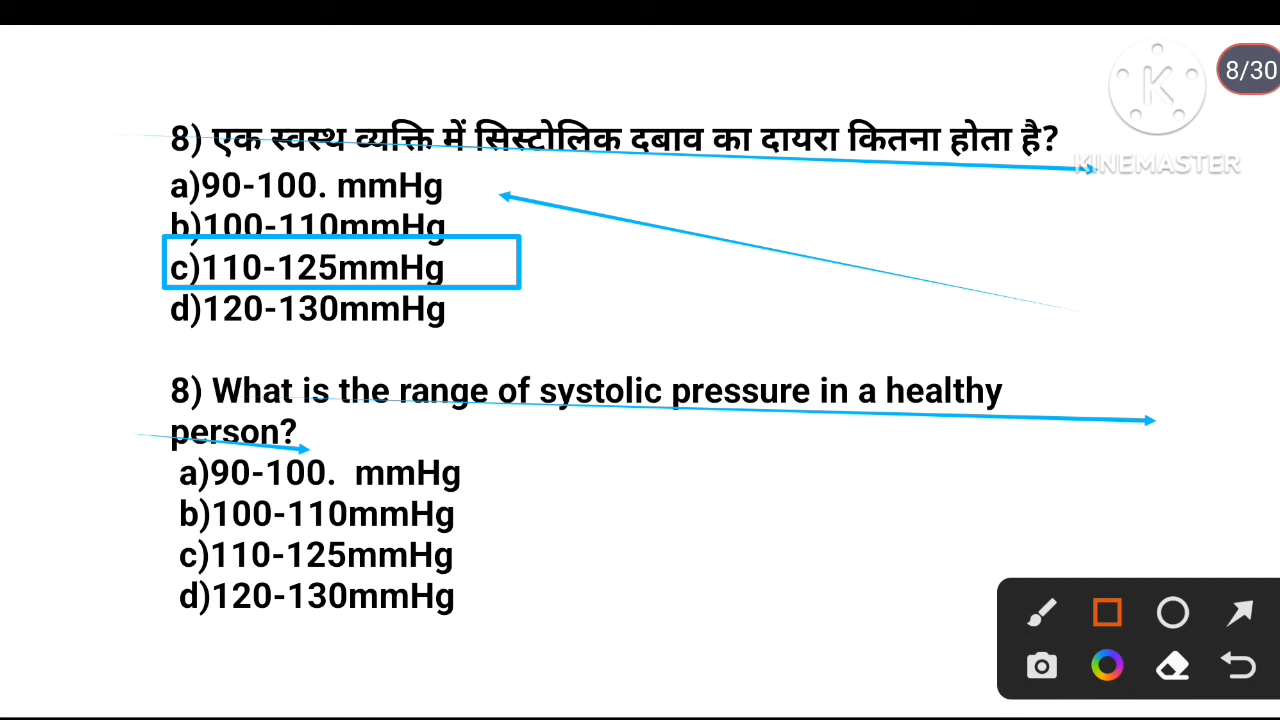 8/30
KINEMASTER
8) एक स्वस्थ व्यक्ति में सिस्टोलिक दबाव का दायरा कितना होता है?
a)90-100. mmHg
b)100-110mmHg
c)110-125mmHg
d)120-130mmHg
8) What is the range of systolic pressure in a healthy
person?
a)90-100.  mmHg
b)100-110mmHg
c)110-125mmHg
d)120-130mmHg